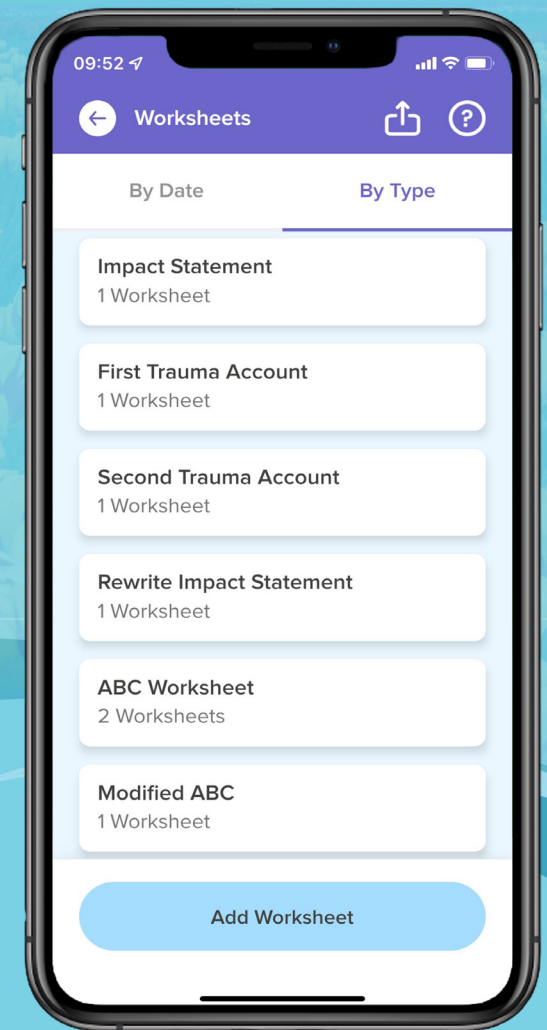 09:52
Worksheets
?
By Date
By Type
Impact Statement
1 Worksheet
First Trauma Account
1 Worksheet
Second Trauma Account
1 Worksheet
Rewrite Impact Statement
1 Worksheet
ABC Worksheet
2 Worksheets
Modified ABC
1 Worksheet
Add Worksheet